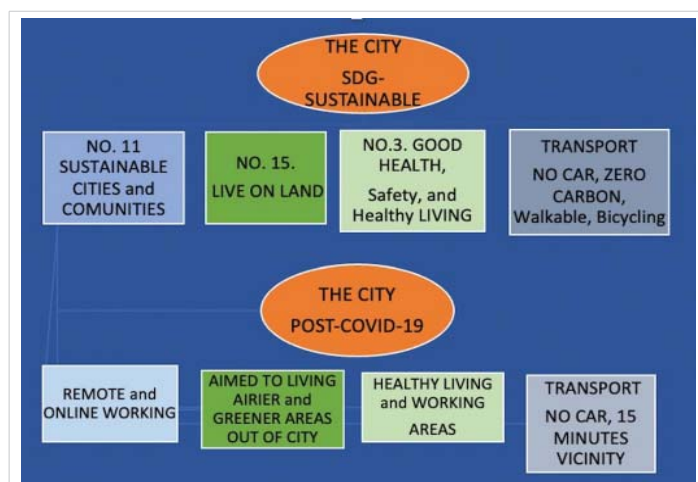 THE CITY
SDG-
SUSTAINABLE
NO. 11
SUSTAINABLE
CITIES and
COMUNITIES
NO. 15.
LIVE ON LAND
NO.3. GOOD
HEALTH,
Safety, and
Healthy LIVING
TRANSPORT
NO CAR, ZERO
CARBON,
Walkable, Bicycling
THE CITY
POST-COVID-19
REMOTE and
ONLINE WORKING
AIMED TO LIVING
AIRIER and
GREENER AREAS
OUT OF CITY
HEALTHY LIVING
and WORKING
AREAS
TRANSPORT
NO CAR, 15
MINUTES
VICINITY